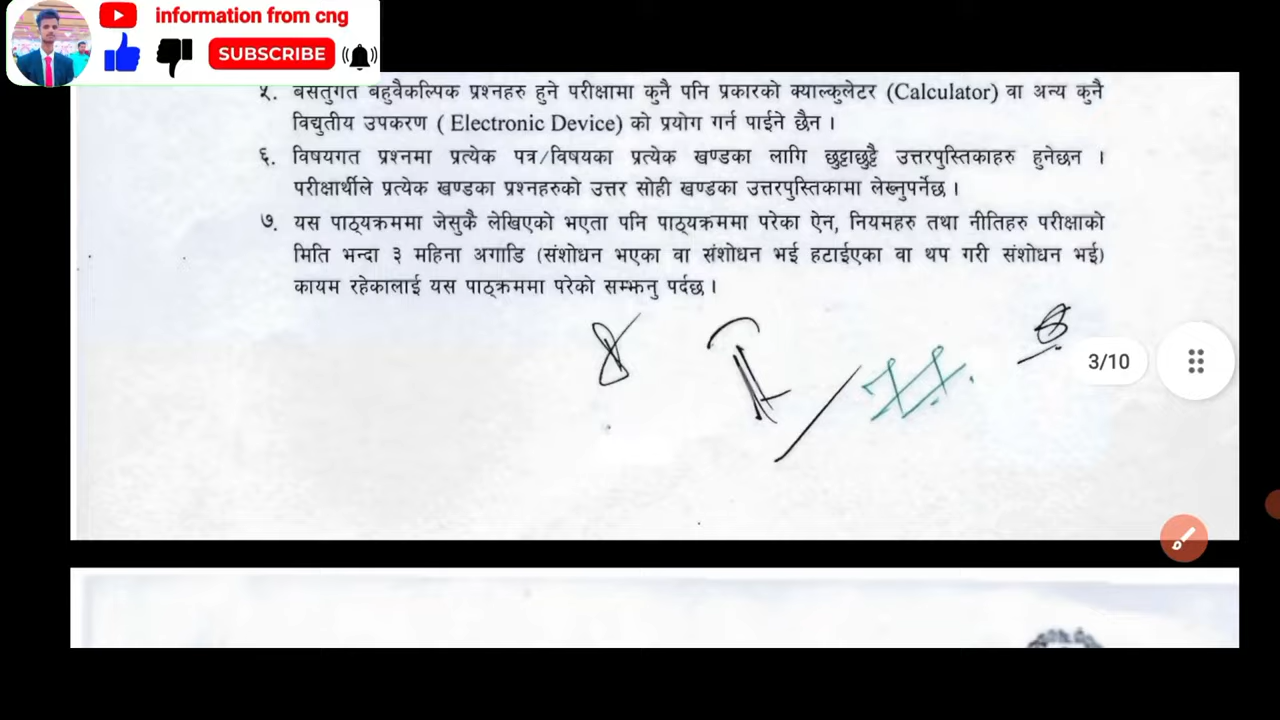 information from cng
SUBSCRIBE
५. बसतुगत बहुवैकल्पिक प्रश्नहरु हुने परीक्षामा कुनै पनि प्रकारको क्याल्कुलेटर (Calculator) वा अन्य कुनै
विद्युतीय उपकरण ( Electronic Device) को प्रयोग गर्न पाईने छैन ।
६. विषयगत प्रश्नमा प्रत्येक पत्र/विषयका प्रत्येक खण्डका लागि छुट्टाछुट्टै उत्तरपुस्तिकाहरु हुनेछन ।
परीक्षार्थीले प्रत्येक खण्डका प्रश्नहरुको उत्तर सोही खण्डका उत्तरपुस्तिकामा लेख्नुपर्नेछ ।
७. यस पाठ्यक्रममा जेसुकै लेखिएको भएता पनि पाठ्यक्रममा परेका ऐन, नियमहरु तथा नीतिहरु परीक्षाको
मिति भन्दा ३ महिना अगाडि (संशोधन भएका वा संशोधन भई हटाईएका वा थप गरी संशोधन भई)
कायम रहेकालाई यस पाठ्क्रममा परेको सम्झनु पर्दछ ।
3/10